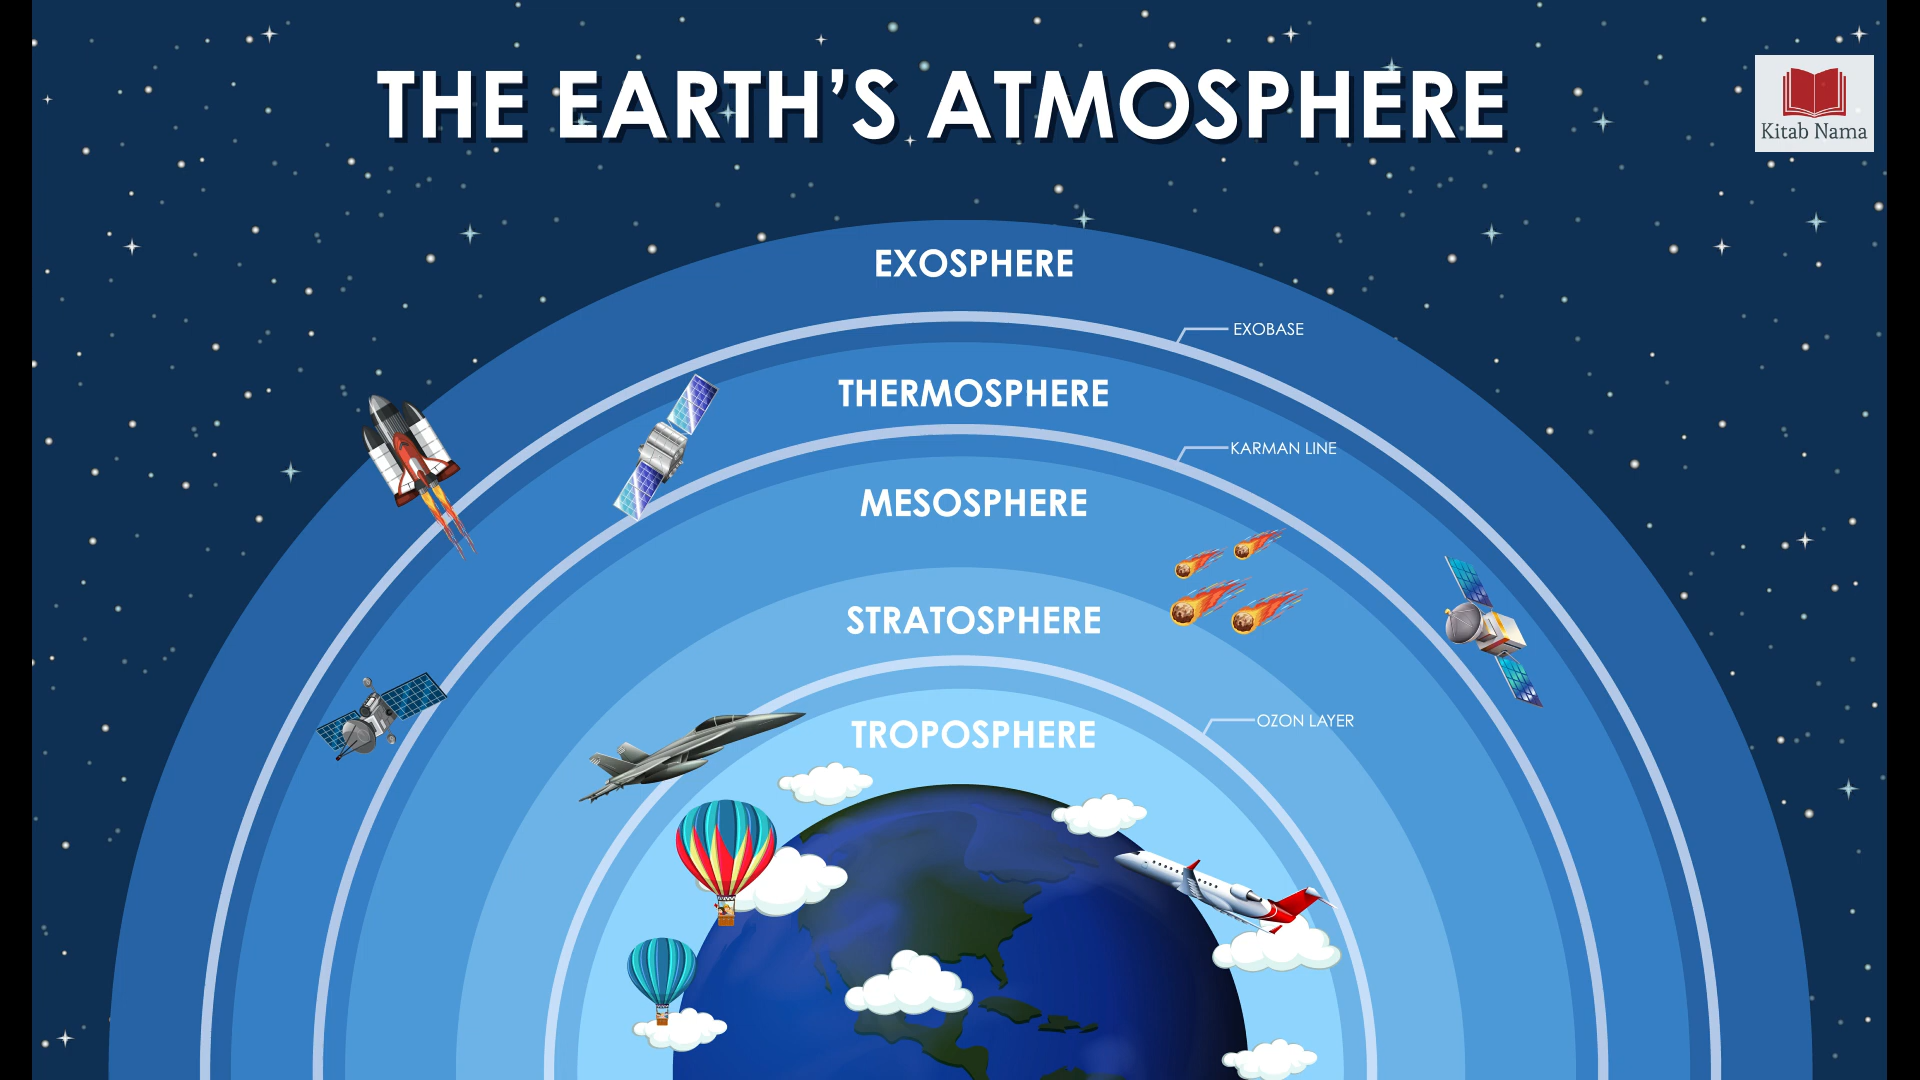 THE EARTH'S ATMOSPHERE
Kitab Nama
EXOSPHERE
EXOBASE
THERMOSPHERE
KARMAN LINE
MESOSPHERE
STRATOSPHERE
OZON LAYER
TROPOSPHERE